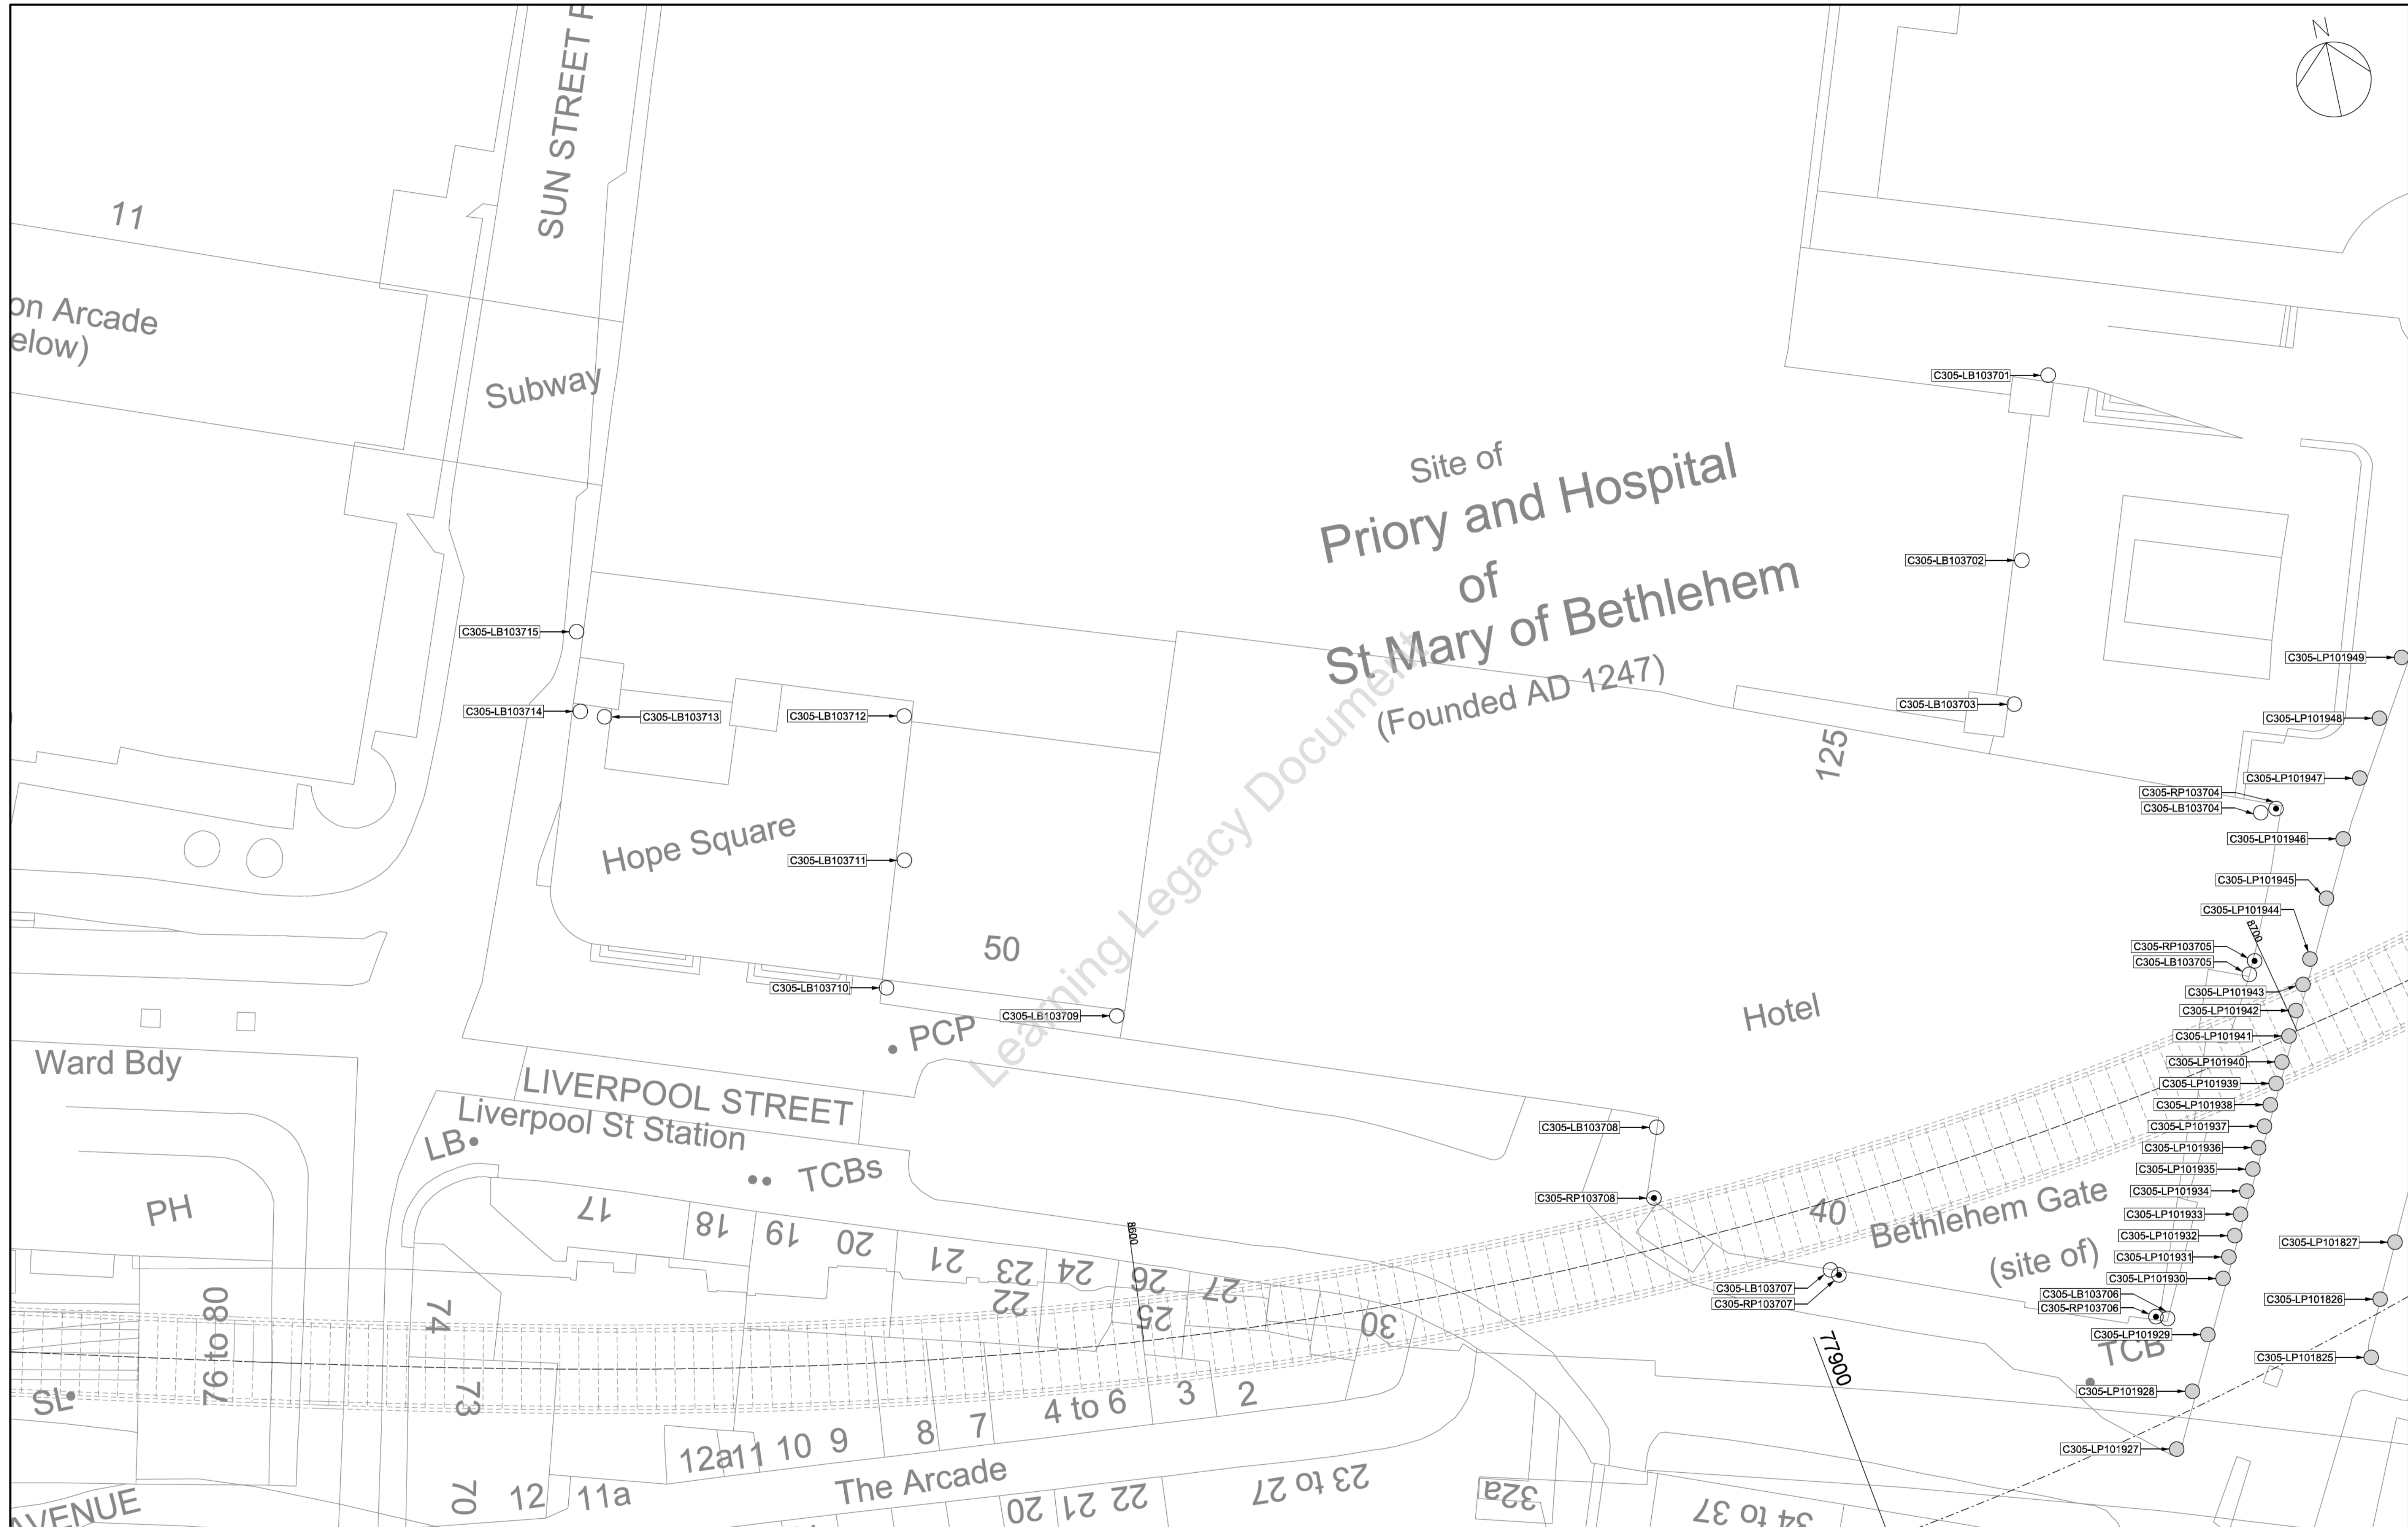 N
SUN STREET P
11
on Arcade
elow)
Subway
C305-LB103701
Site of
Priory and Hospital
of
St Mary of Bethlehem
(Founded AD 1247)
C305-LB103702
C305-LB103715
C305-LP101949
C305-LB103714
C305-LB103713
C305-LB103712
C305-LB103703
C305-LP101948
125
C305-LP101947
C305-RP103704
C305-LB103704
Hope Square
C305-LP101946
C305-LB103711
C305-LP101945
C305-LP101944
8700
50
C305-RP103705
C305-LB103705
C305-LB103710
C305-LP101943
Hotel
C305-LB103709
C305-LP101942
PCP
C305-LP101941
Ward Bdy
C305-LP101940
LIVERPOOL STREET
C305-LP101939
Liverpool St Station
C305-LP101938
LB
C305-LB103708
C305-LP101937
C305-LP101936
TCBs
C305-LP101935
C305-RP103708
C305-LP101934
PH
40
Bethlehem Gate
(site of)
C305-LP101933
17
18
19
20
21
22
23
24
25
26
27
30
8600
C305-LP101932
C305-LP101827
C305-LP101931
C305-LP101930
C305-LB103707
C305-RP103707
C305-LB103706
C305-RP103706
C305-LP101826
76 to 80
74
C305-LP101929
77900
TCB
C305-LP101825
SL
73
4 to 6
3
2
C305-LP101928
12a
11
10
9
8
7
C305-LP101927
70
12
11a
The Arcade
AVENUE
20
21
22
23 to 27
32a
34 to 37
Learning Legacy Document